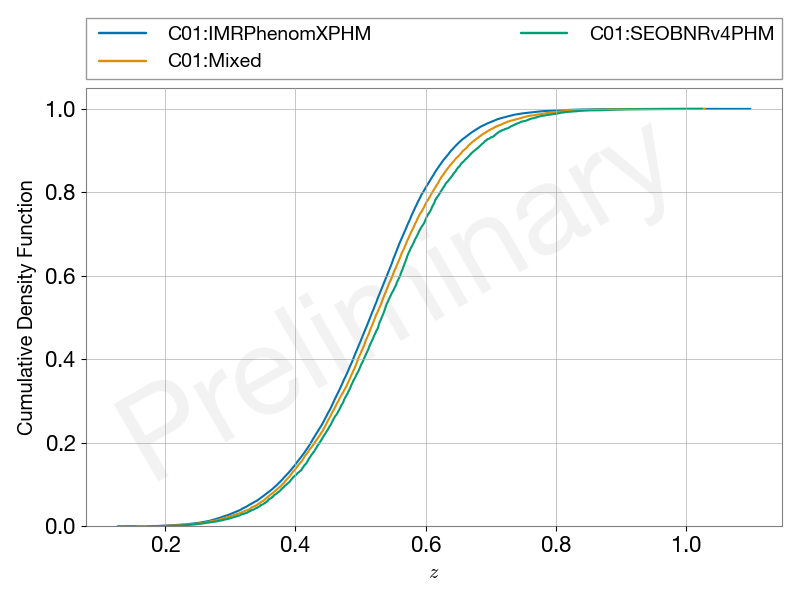 C01:IMRPhenomXPHM
C01:Mixed
C01:SEOBNRv4PHM
1.0
0.8
0.6
0.4
0.2
0.0
Cumulative Density Function
Preliminary
0.2 0.4 0.6 0.8 1.0
z